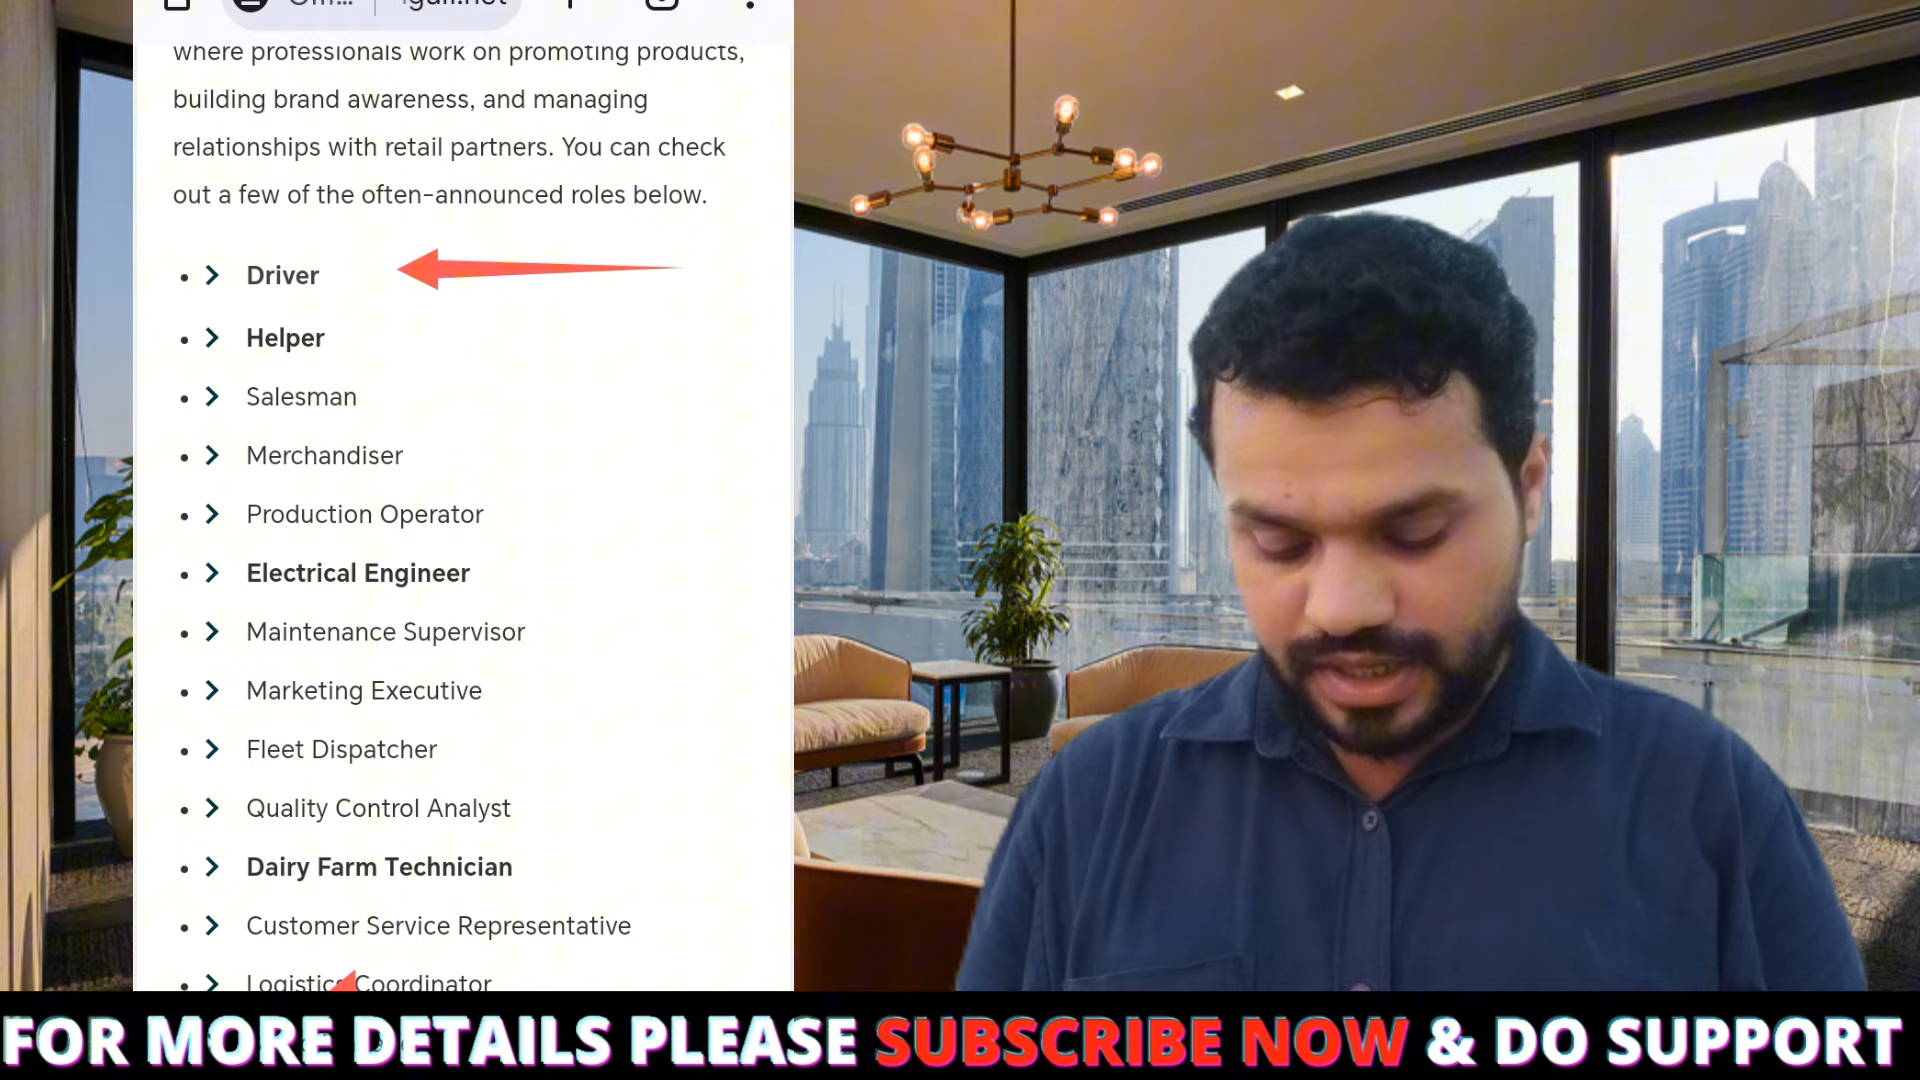 where professionals work on promoting products,
building brand awareness, and managing
relationships with retail partners. You can check
out a few of the often-announced roles below.
Driver
Helper
Salesman
Merchandiser
Production Operator
Electrical Engineer
Maintenance Supervisor
Marketing Executive
Fleet Dispatcher
Quality Control Analyst
Dairy Farm Technician
Customer Service Representative
Logistics Coordinator
FOR MORE DETAILS PLEASE SUBSCRIBE NOW & DO SUPPORT